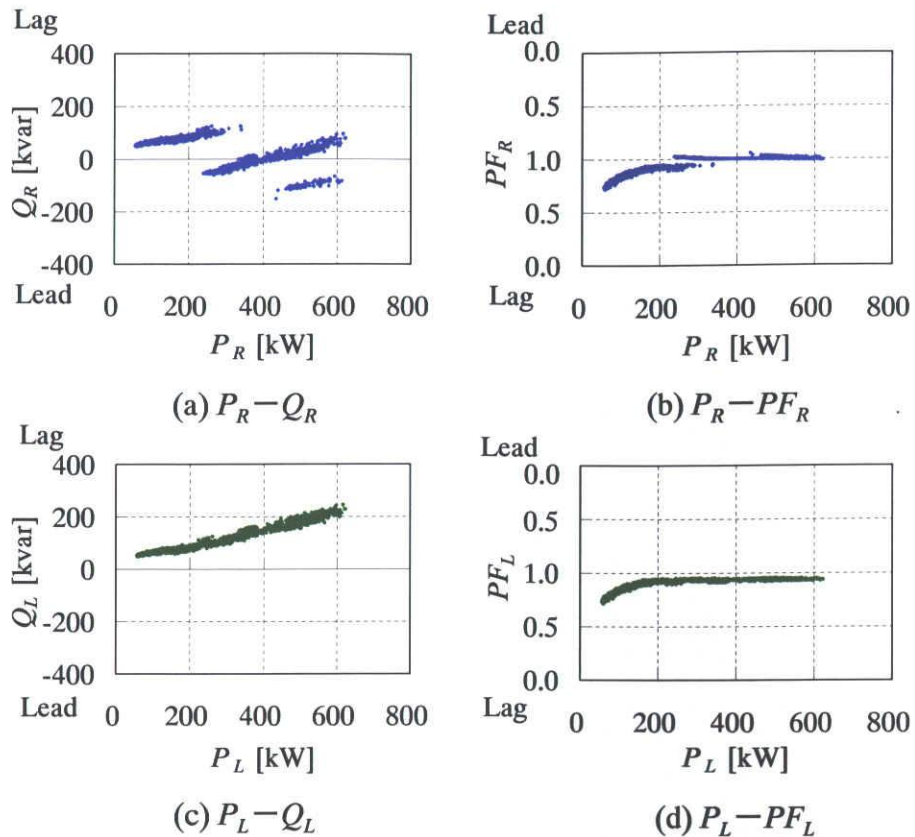 Lag
400
200
0
-200
-400
Lead
Q_R [kvar]
0 200 400 600 800
P_R [kW]
(a) P_R－Q_R
Lead
0.0
0.5
1.0
0.5
0.0
Lag
PF_R
0 200 400 600 800
P_R [kW]
(b) P_R－PF_R
Lag
400
200
0
-200
-400
Lead
Q_L [kvar]
0 200 400 600 800
P_L [kW]
(c) P_L－Q_L
Lead
0.0
0.5
1.0
0.5
0.0
Lag
PF_L
0 200 400 600 800
P_L [kW]
(d) P_L－PF_L